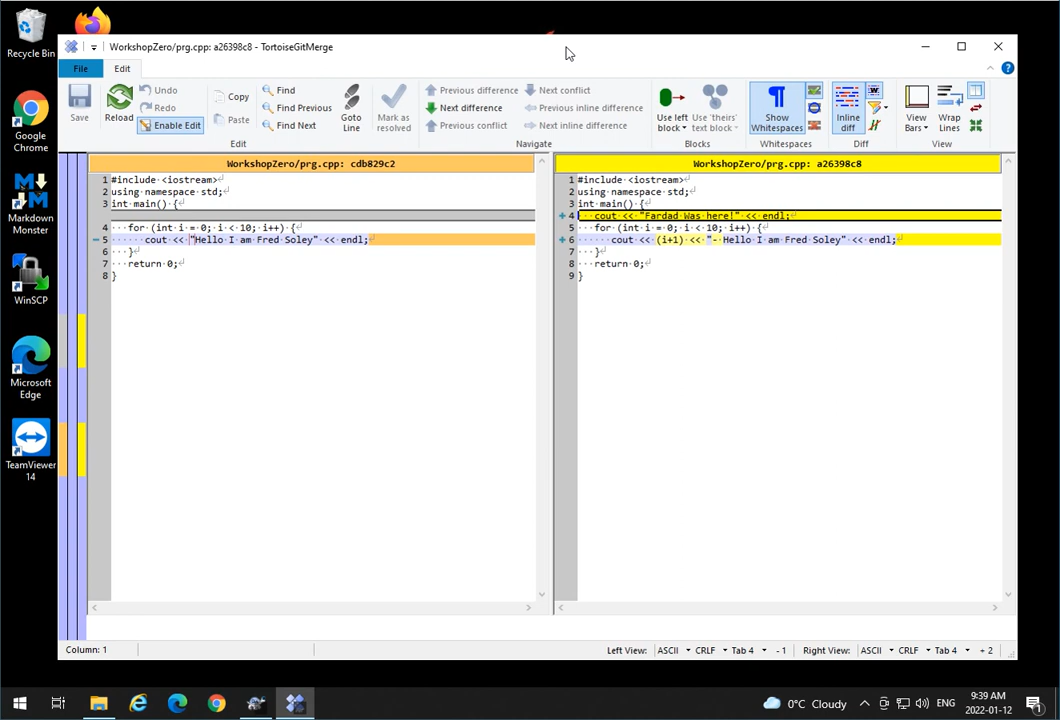 Recycle Bin
Google
Chrome
Markdown
Monster
WinSCP
Microsoft
Edge
TeamViewer
14
WorkshopZero/prg.cpp: a26398c8 - TortoiseGitMerge
File
Edit
Save
Reload
Undo
Redo
Enable Edit
Copy
Paste
Find
Find Previous
Find Next
Goto
Line
Edit
Mark as
resolved
Previous difference
Next difference
Previous conflict
Next conflict
Previous inline difference
Next inline difference
Navigate
Use left
block
Use 'theirs'
text block
Blocks
Show
Whitespaces
Whitespaces
Inline
diff
Diff
View
Bars
Wrap
Lines
View
WorkshopZero/prg.cpp: cdb829c2
1 #include·<iostream>
2 using·namespace·std;
3 int·main()·{
4 ···for·(int·i·=·0;·i·<·10;·i++)·{
5 ······cout·<<·"Hello·I·am·Fred·Soley"·<<·endl;
6 ···}
7 ···return·0;
8 }
WorkshopZero/prg.cpp: a26398c8
1 #include·<iostream>
2 using·namespace·std;
3 int·main()·{
4 ···cout·<<·"Fardad·Was·here!"·<<·endl;
5 ···for·(int·i·=·0;·i·<·10;·i++)·{
6 ······cout·<<·(i+1)·<<·"-·Hello·I·am·Fred·Soley"·<<·endl;
7 ···}
8 ···return·0;
9 }
Column: 1
Left View: ASCII CRLF Tab 4 - 1
Right View: ASCII CRLF Tab 4 + 2
0°C Cloudy
ENG
9:39 AM
2022-01-12
1